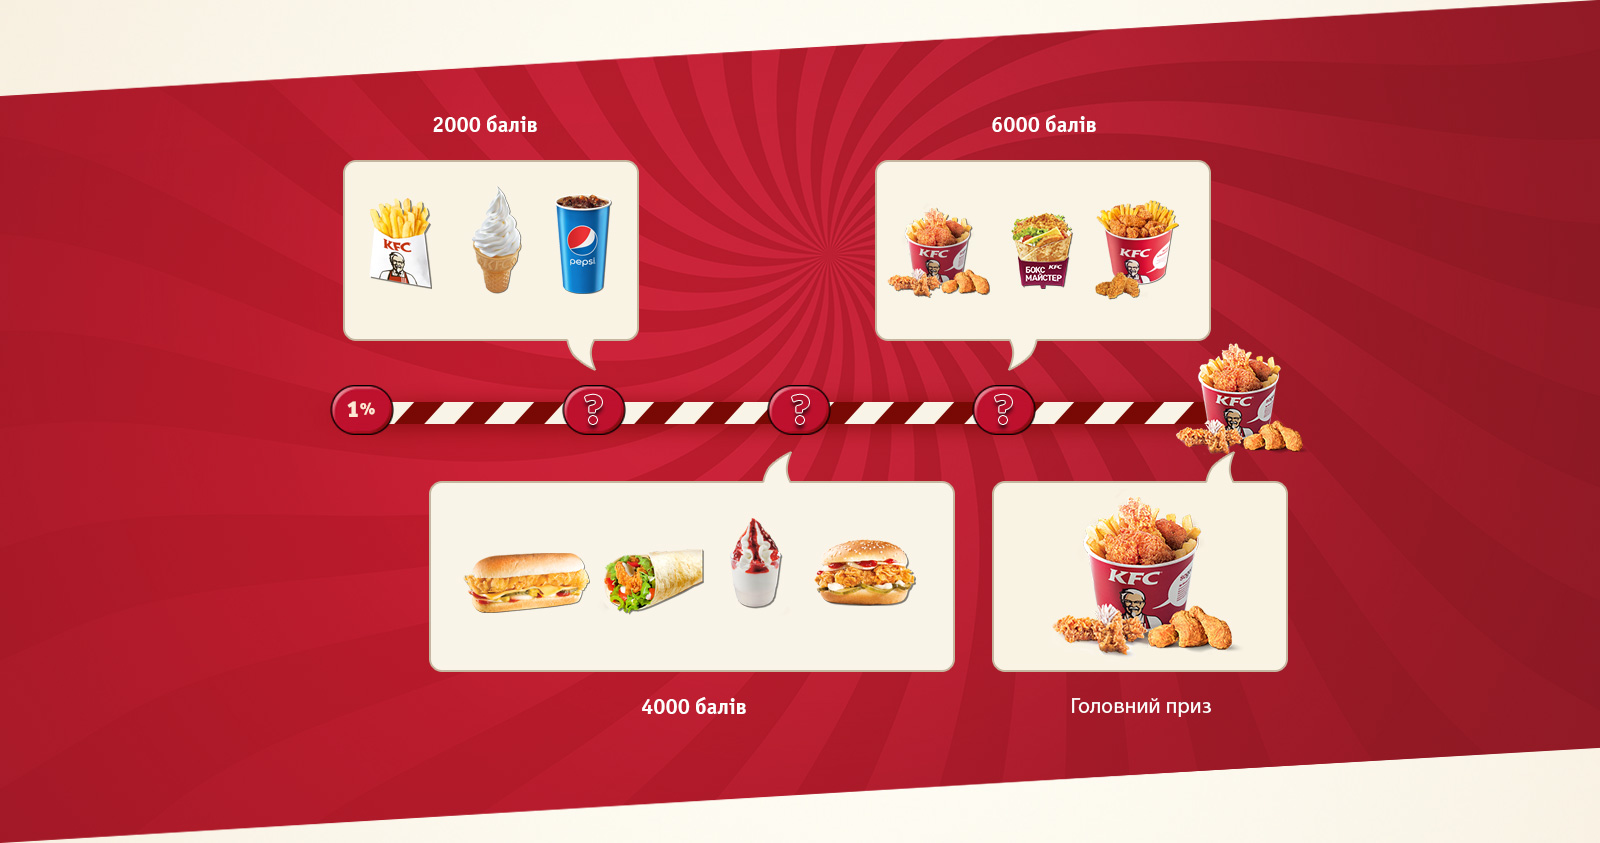 2000 балів
6000 балів
KFC
pepsi
KFC
БОКС KFC
МАЙСТЕР
KFC
1%
?
?
?
KFC
KFC
4000 балів
Головний приз